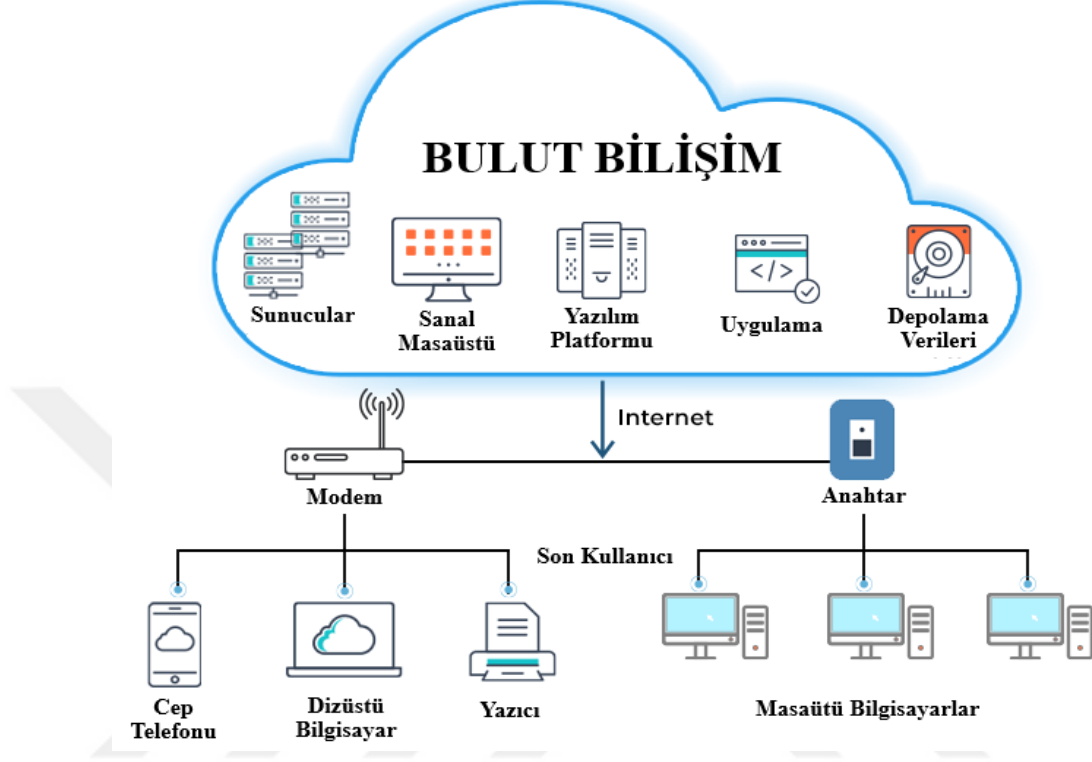 BULUT BİLİŞİM
Sunucular
Sanal
Masaüstü
Yazılım
Platformu
Uygulama
Depolama
Verileri
Internet
Modem
Anahtar
Son Kullanıcı
Cep
Telefonu
Dizüstü
Bilgisayar
Yazıcı
Masaütü Bilgisayarlar